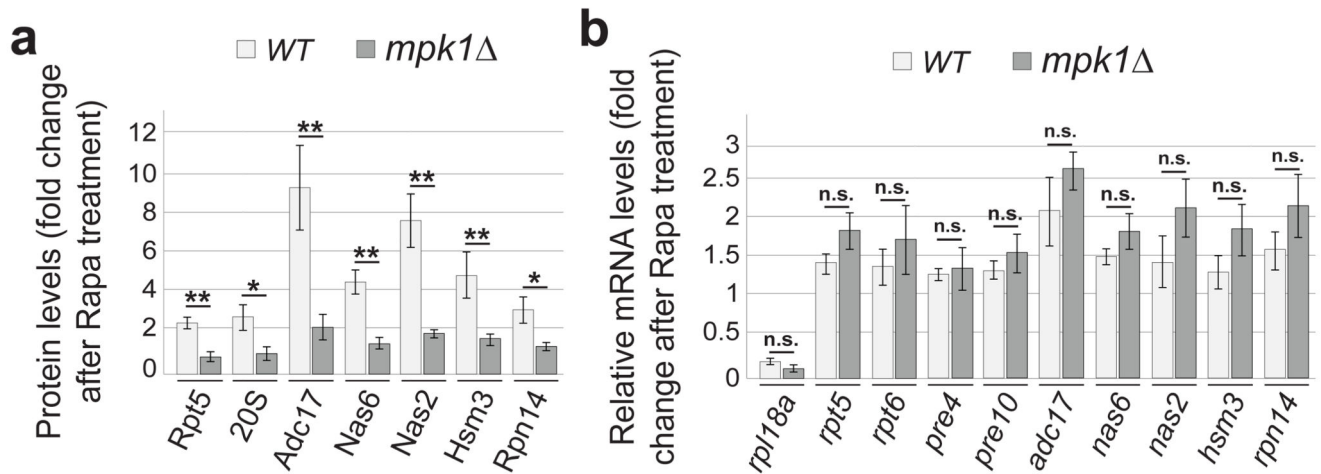 a
WT mpk1Δ
Protein levels (fold change
after Rapa treatment)
12
10
8
6
4
2
0
**
*
**
**
**
**
*
Rpt5
20S
Adc17
Nas6
Nas2
Hsm3
Rpn14
b
WT mpk1Δ
Relative mRNA levels (fold
change after Rapa treatment)
3
2.5
2
1.5
1
0.5
0
n.s.
n.s.
n.s.
n.s.
n.s.
n.s.
n.s.
n.s.
n.s.
n.s.
rpl18a
rpt5
rpt6
pre4
pre10
adc17
nas6
nas2
hsm3
rpn14